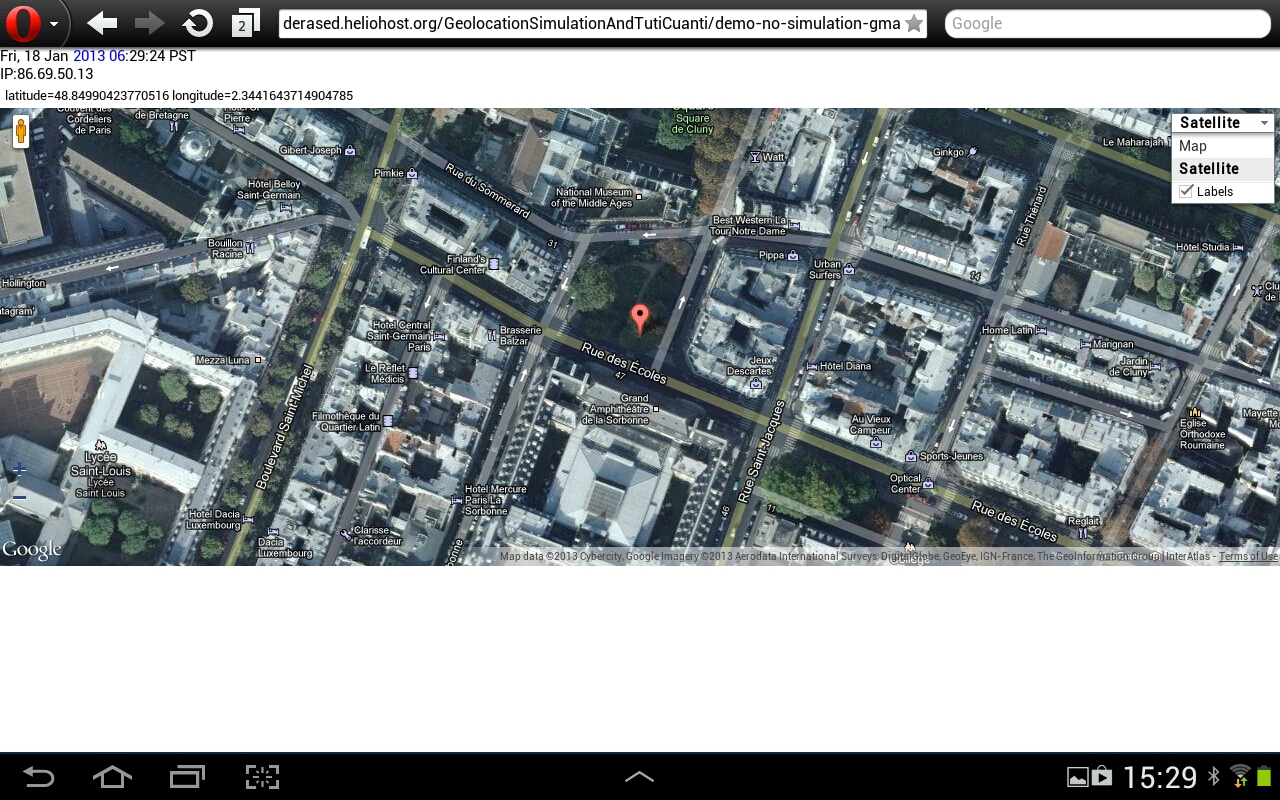 2
derased.heliohost.org/GeolocationSimulationAndTutiCuanti/demo-no-simulation-gma
Google
Fri, 18 Jan 2013 06:29:24 PST
IP:86.69.50.13
latitude=48.84990423770516 longitude=2.3441643714904785
Couvent des
Cordeliers
de Paris
de Bretagne
Pierre
Square
Square
de Cluny
Satellite
Map
Satellite
Labels
Le Maharajah
Gibert Joseph
Watt
Ginkgo
Pimkie
Rue du Sommerard
National Museum
of the Middle Ages
Hôtel Belloy
Saint-Germain
Rue Thénard
Best Western La
Tour Notre Dame
31
Bouillon
Racine
Hôtel Studia
Finland's
Cultural Center
Pippa
Urban
Surfers
14
Hollington
Clu
de
ntagram'
Hotel Central
Saint-Germain
Paris
Brasserie
Balzar
Home Latin
Marignan
Rue des Écoles
47
Mezza Luna
Le Reflet
Médicis
Jeux
Descartes
Hôtel Diana
Jardin
de Cluny
Boulevard Saint-Michel
Grand
Amphithéâtre
de la Sorbonne
Filmothèque du
Quartier Latin
Rue Saint-Jacques
Au Vieux
Campeur
Eglise
Orthodoxe
Roumaine
Mayette
Lycée
Saint-Louis
Lycée
Saint Louis
Sports-Jeunes
Optical
Center
Hotel Mercure
Paris La
Sorbonne
46
11
Rue des Écoles
Reglait
Hotel Dacia
Luxembourg
Dacia
Luxembourg
Clarisse
l'accordeur
bonne
Collège
Google
Map data ©2013 Cybercity, Google Imagery ©2013 Aerodata International Surveys, DigitalGlobe, GeoEye, IGN-France, The GeoInformation Group | InterAtlas - Terms of Use
15:29